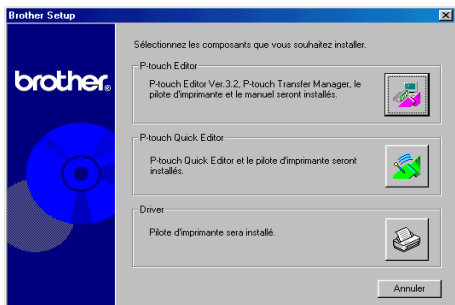 Brother Setup
Sélectionnez les composants que vous souhaitez installer.
brother®
P-touch Editor
P-touch Editor Ver.3.2, P-touch Transfer Manager, le
pilote d'imprimante et le manuel seront installés.
P-touch Quick Editor
P-touch Quick Editor et le pilote d'imprimante seront
installés.
Driver
Pilote d'imprimante sera installé.
Annuler